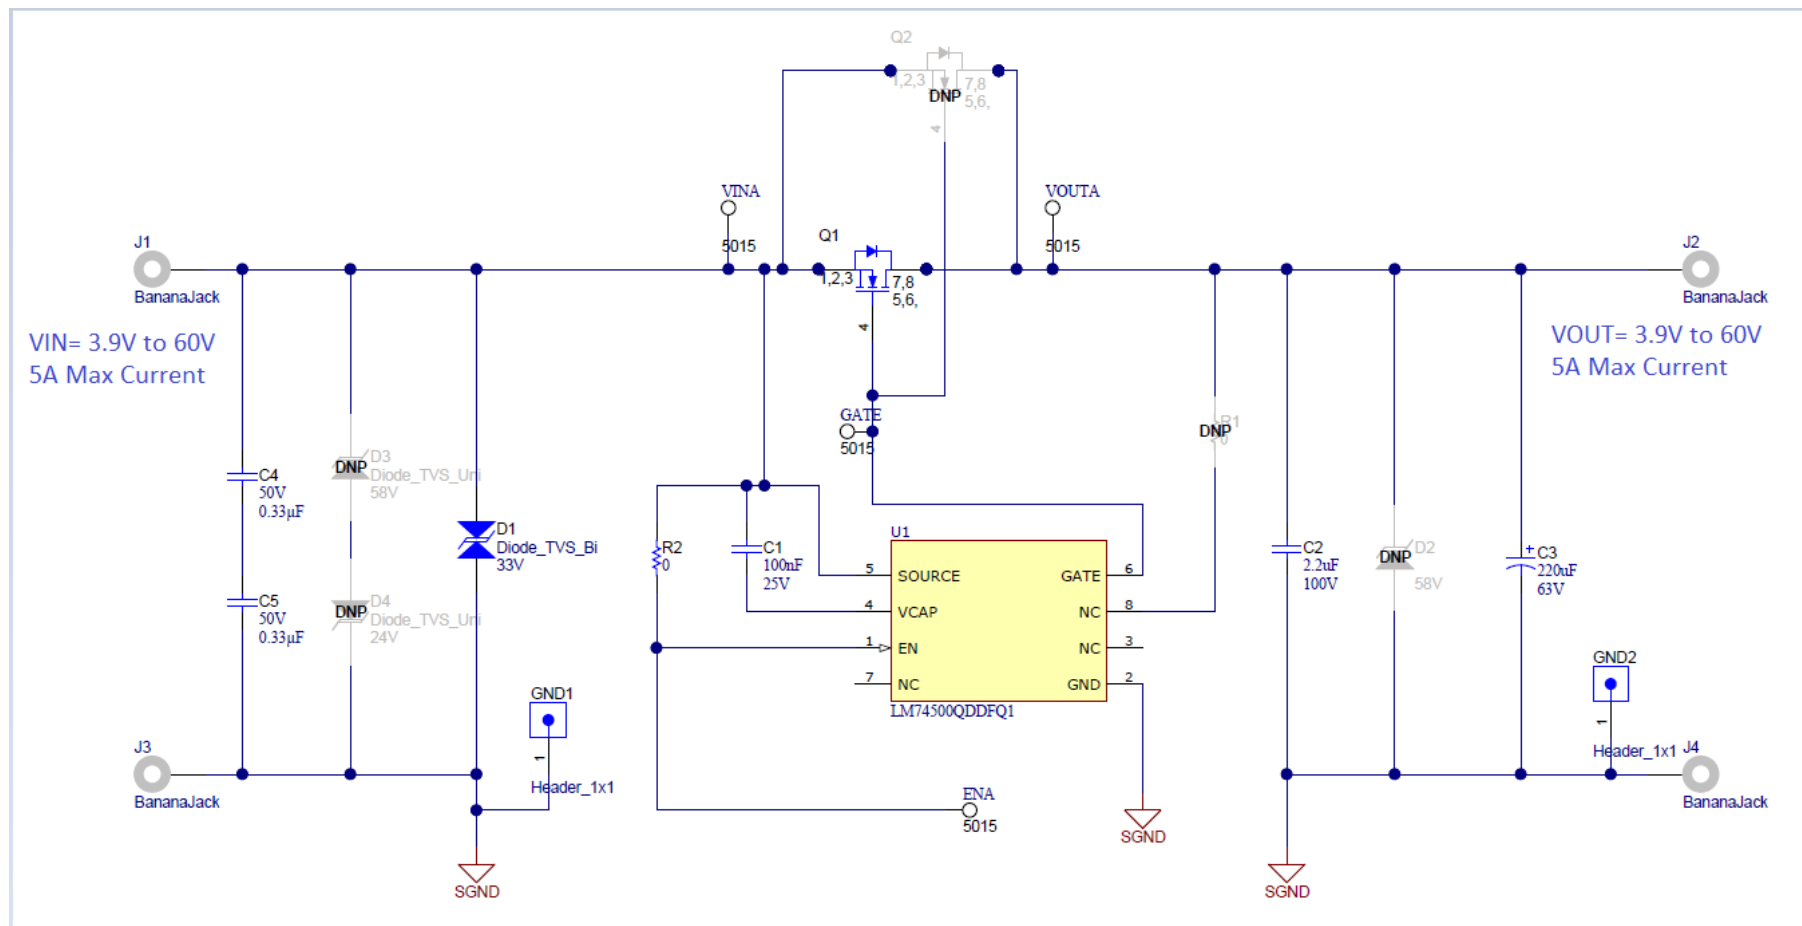 Q2
1,2,3
7,8
5,6,
DNP
4
VINA
5015
VOUTA
5015
Q1
1,2,3
7,8
5,6,
4
J1
BananaJack
J2
BananaJack
VIN= 3.9V to 60V
5A Max Current
VOUT= 3.9V to 60V
5A Max Current
GATE
5015
R1
DNP
0
C4
50V
0.33µF
D3
DNP
Diode_TVS_Uni
58V
D1
Diode_TVS_Bi
33V
R2
0
C1
100nF
25V
U1
5
SOURCE
GATE
6
4
VCAP
NC
8
1
EN
NC
3
7
NC
GND
2
LM74500QDDFQ1
C2
2.2uF
100V
D2
DNP
58V
+
C3
220uF
63V
C5
50V
0.33µF
D4
DNP
Diode_TVS_Uni
24V
GND1
1
Header_1x1
GND2
1
Header_1x1
J3
BananaJack
J4
BananaJack
ENA
5015
SGND
SGND
SGND